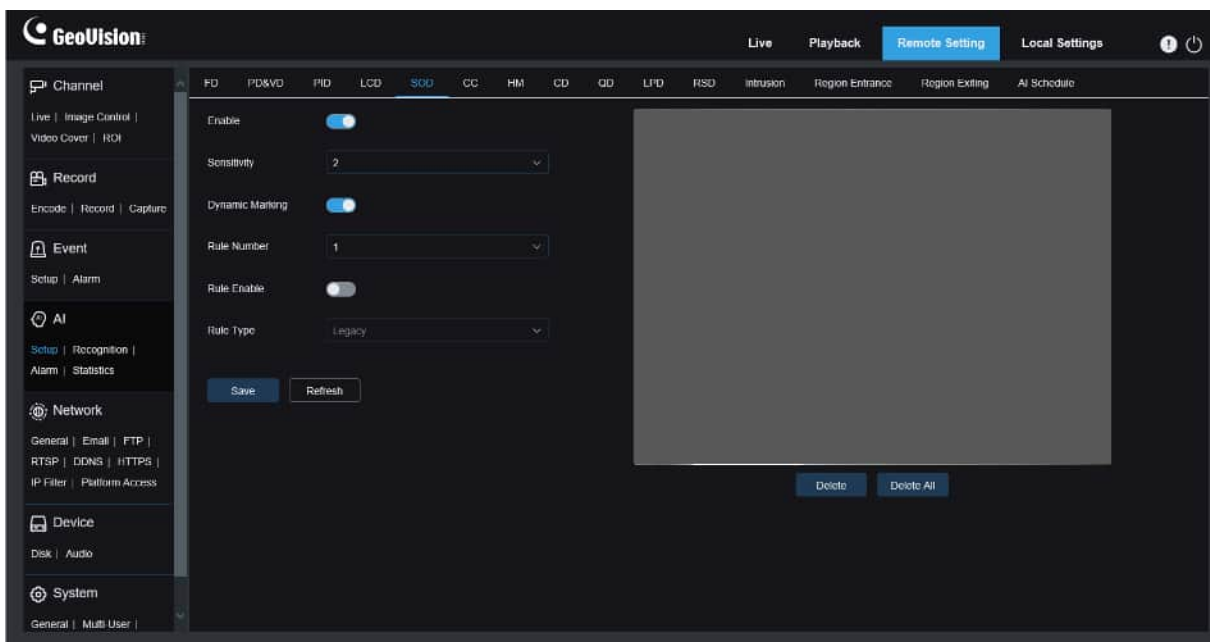 GeoVision
Live Playback Remote Setting Local Settings
Channel
Live | Image Control |
Video Cover | ROI
Record
Encode | Record | Capture
Event
Setup | Alarm
AI
Setup | Recognition |
Alarm | Statistics
Network
General | Email | FTP |
RTSP | DDNS | HTTPS |
IP Filter | Platform Access
Device
Disk | Audio
System
General | Multi-User |
FD PD&VD PID LCD SOD CC HM CD QD LPD RSD Intrusion Region Entrance Region Exiting AI Schedule
Enable
Sensitivity 2
Dynamic Marking
Rule Number 1
Rule Enable
Rule Type Legacy
Save Refresh
Delete Delete All